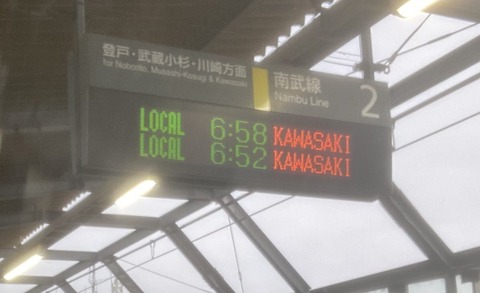 登戸・武蔵小杉・川崎方面
for Noborito, Musashi-Kosugi & Kawasaki
南武線
Nambu Line
2
LOCAL 6:58 KAWASAKI
LOCAL 6:52 KAWASAKI